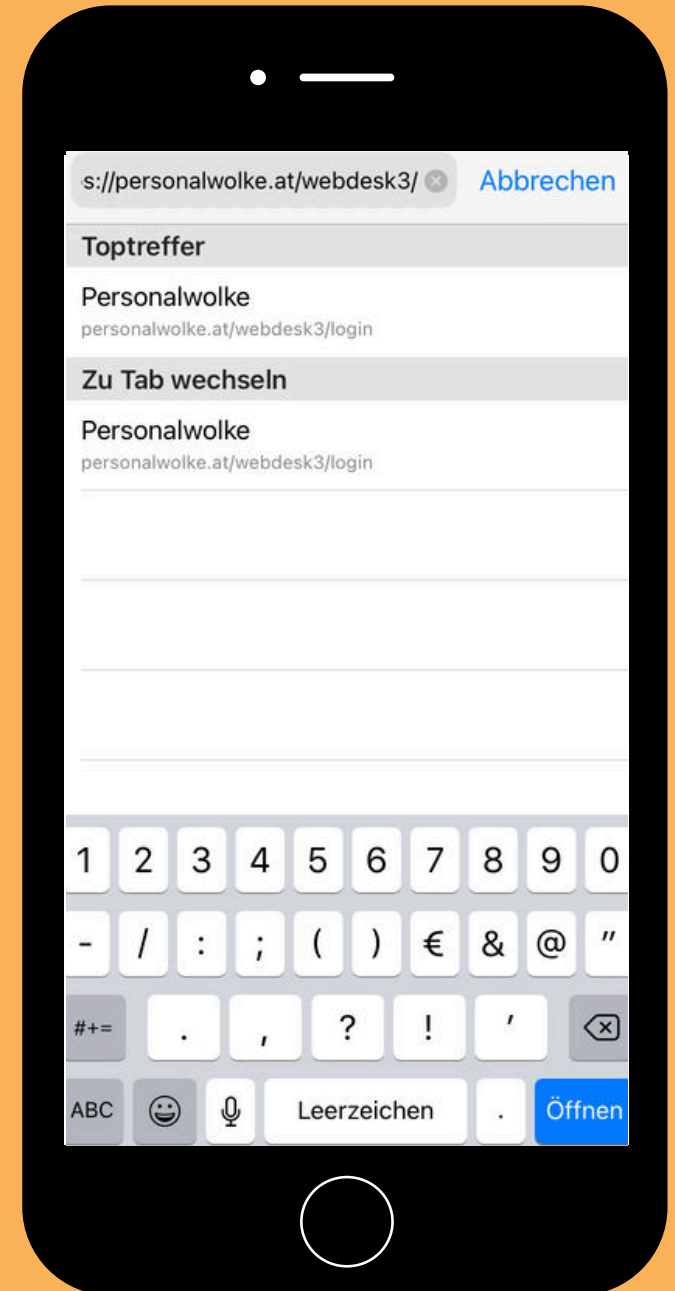 s://personalwolke.at/webdesk3/ Abbrechen
Toptreffer
Personalwolke
personalwolke.at/webdesk3/login
Zu Tab wechseln
Personalwolke
personalwolke.at/webdesk3/login
1 2 3 4 5 6 7 8 9 0
- / : ; ( ) € & @ "
#+= . , ? ! '
ABC Leerzeichen . Öffnen